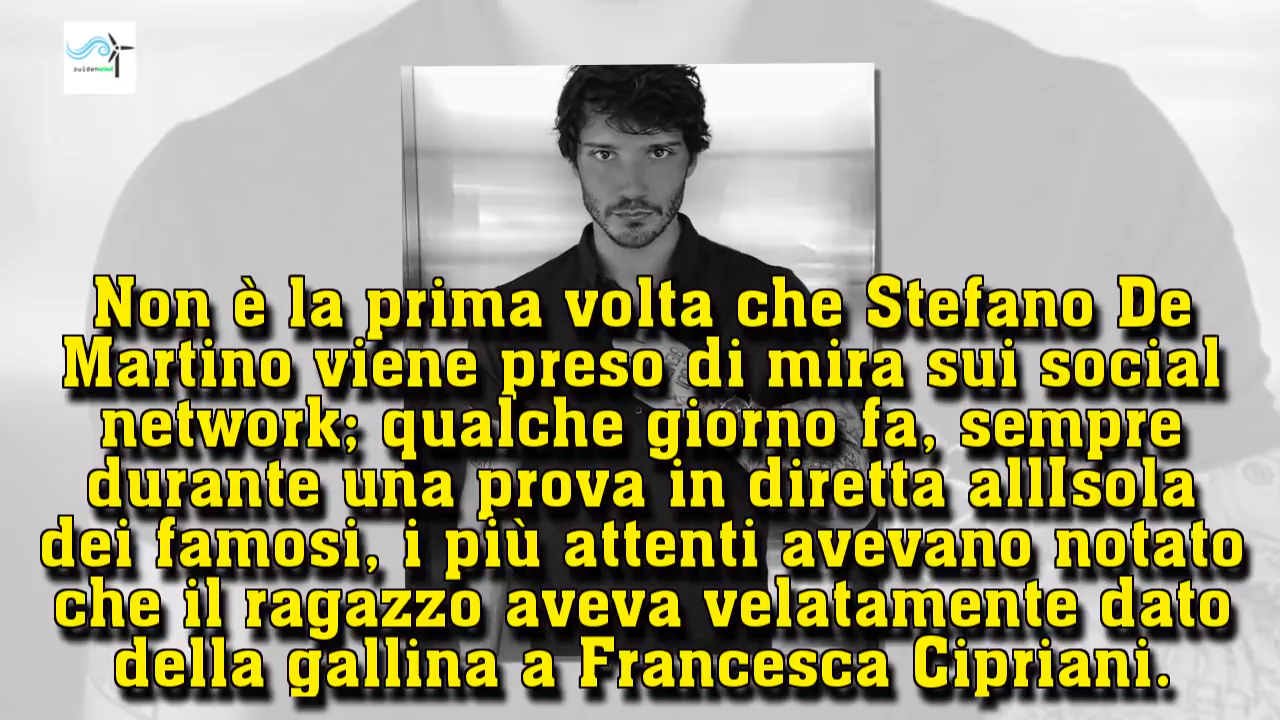 zuidenwind
Non è la prima volta che Stefano De
Martino viene preso di mira sui social
network; qualche giorno fa, sempre
durante una prova in diretta allIsola
dei famosi, i più attenti avevano notato
che il ragazzo aveva velatamente dato
della gallina a Francesca Cipriani.